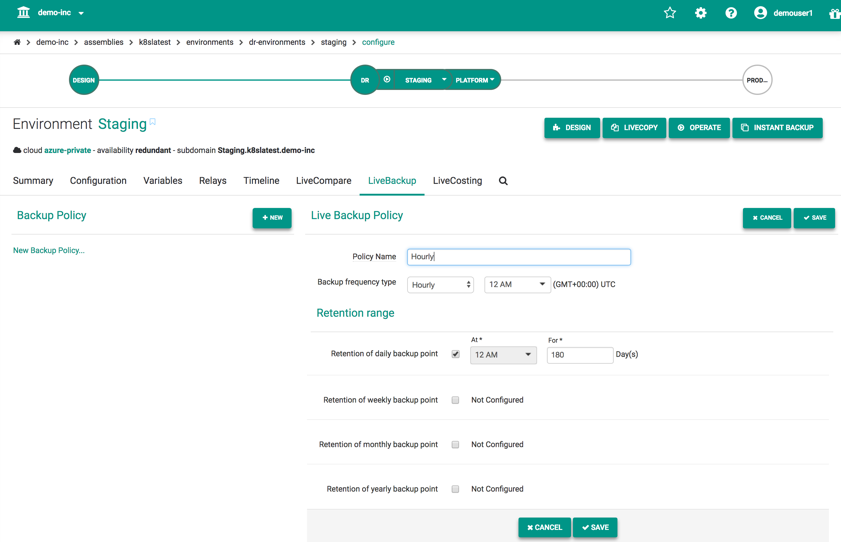 demo-inc
demouser1
demo-inc assemblies k8slatest environments dr-environments staging configure
DESIGN
DR STAGING PLATFORM
PROD...
Environment Staging
DESIGN LIVECOPY OPERATE INSTANT BACKUP
cloud azure-private - availability redundant - subdomain Staging.k8slatest.demo-inc
Summary Configuration Variables Relays Timeline LiveCompare LiveBackup LiveCosting
Backup Policy
+ NEW
New Backup Policy...
Live Backup Policy
CANCEL SAVE
Policy Name Hourly
Backup frequency type Hourly 12 AM (GMT+00:00) UTC
Retention range
At * For *
Retention of daily backup point 12 AM 180 Day(s)
Retention of weekly backup point Not Configured
Retention of monthly backup point Not Configured
Retention of yearly backup point Not Configured
CANCEL SAVE